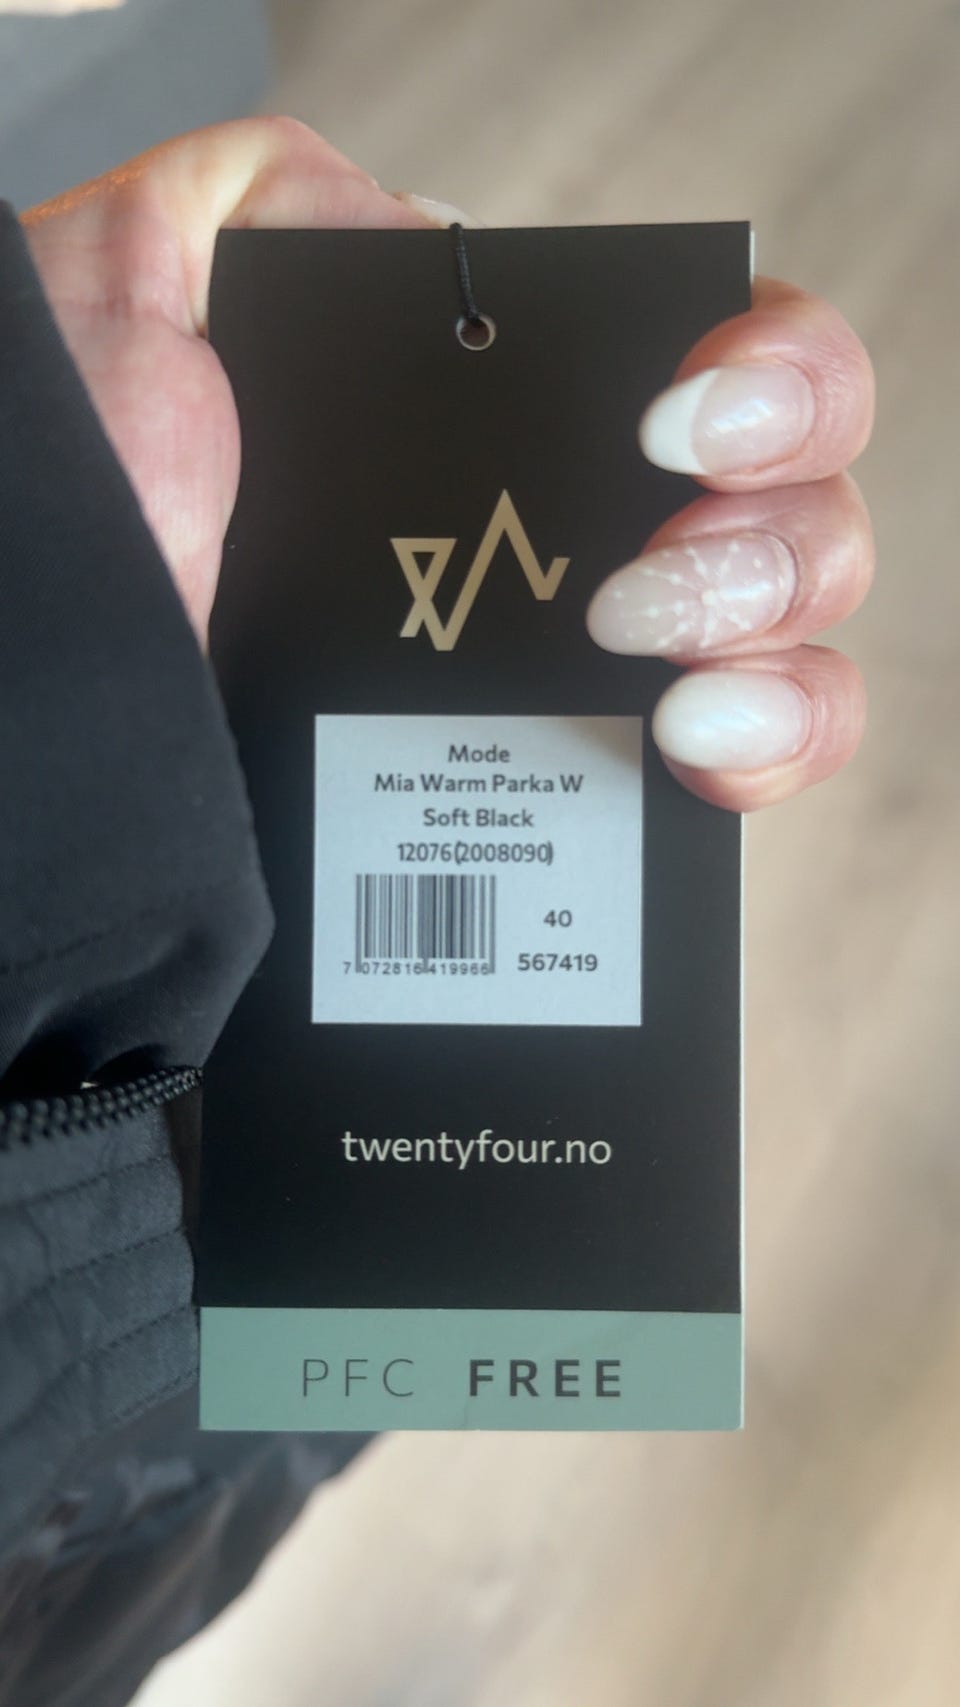 Mode
Mia Warm Parka W
Soft Black
12076(2008090)
40
7 072816 419966
567419
twentyfour.no
PFC FREE